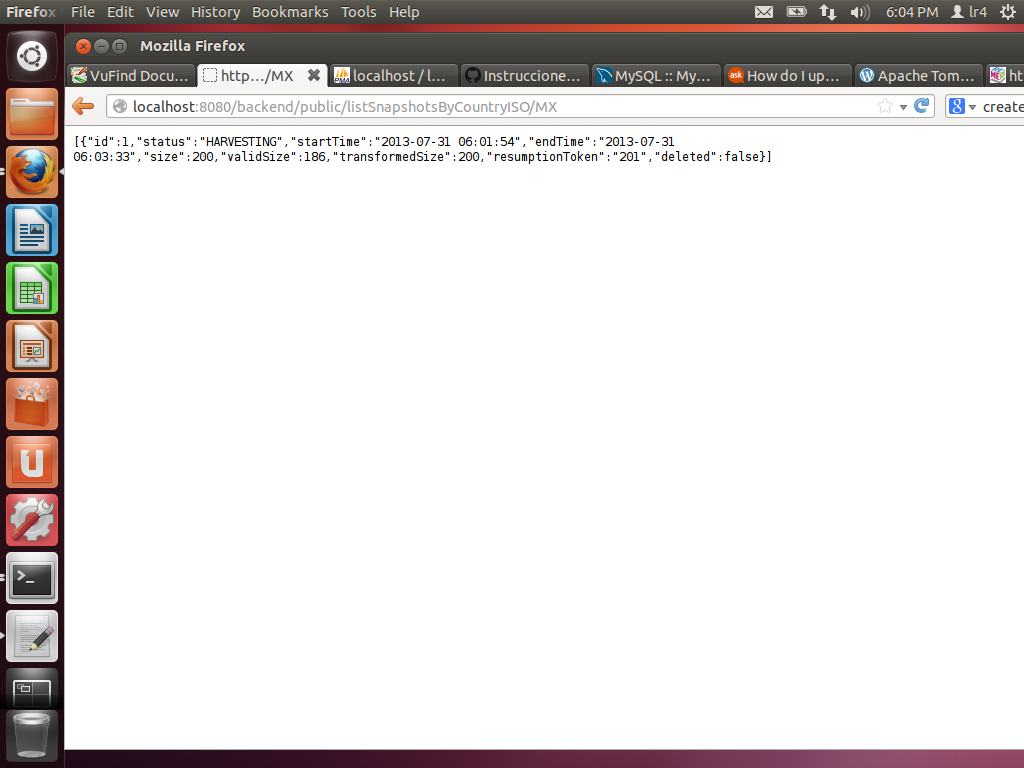 Firefox File Edit View History Bookmarks Tools Help 6:04 PM lr4
Mozilla Firefox
VuFind Docu... http.../MX localhost / l... Instruccione... MySQL :: My... ask How do I up... Apache Tom... ht
localhost:8080/backend/public/listSnapshotsByCountryISO/MX create
[{"id":1,"status":"HARVESTING","startTime":"2013-07-31 06:01:54","endTime":"2013-07-31
06:03:33","size":200,"validSize":186,"transformedSize":200,"resumptionToken":"201","deleted":false}]